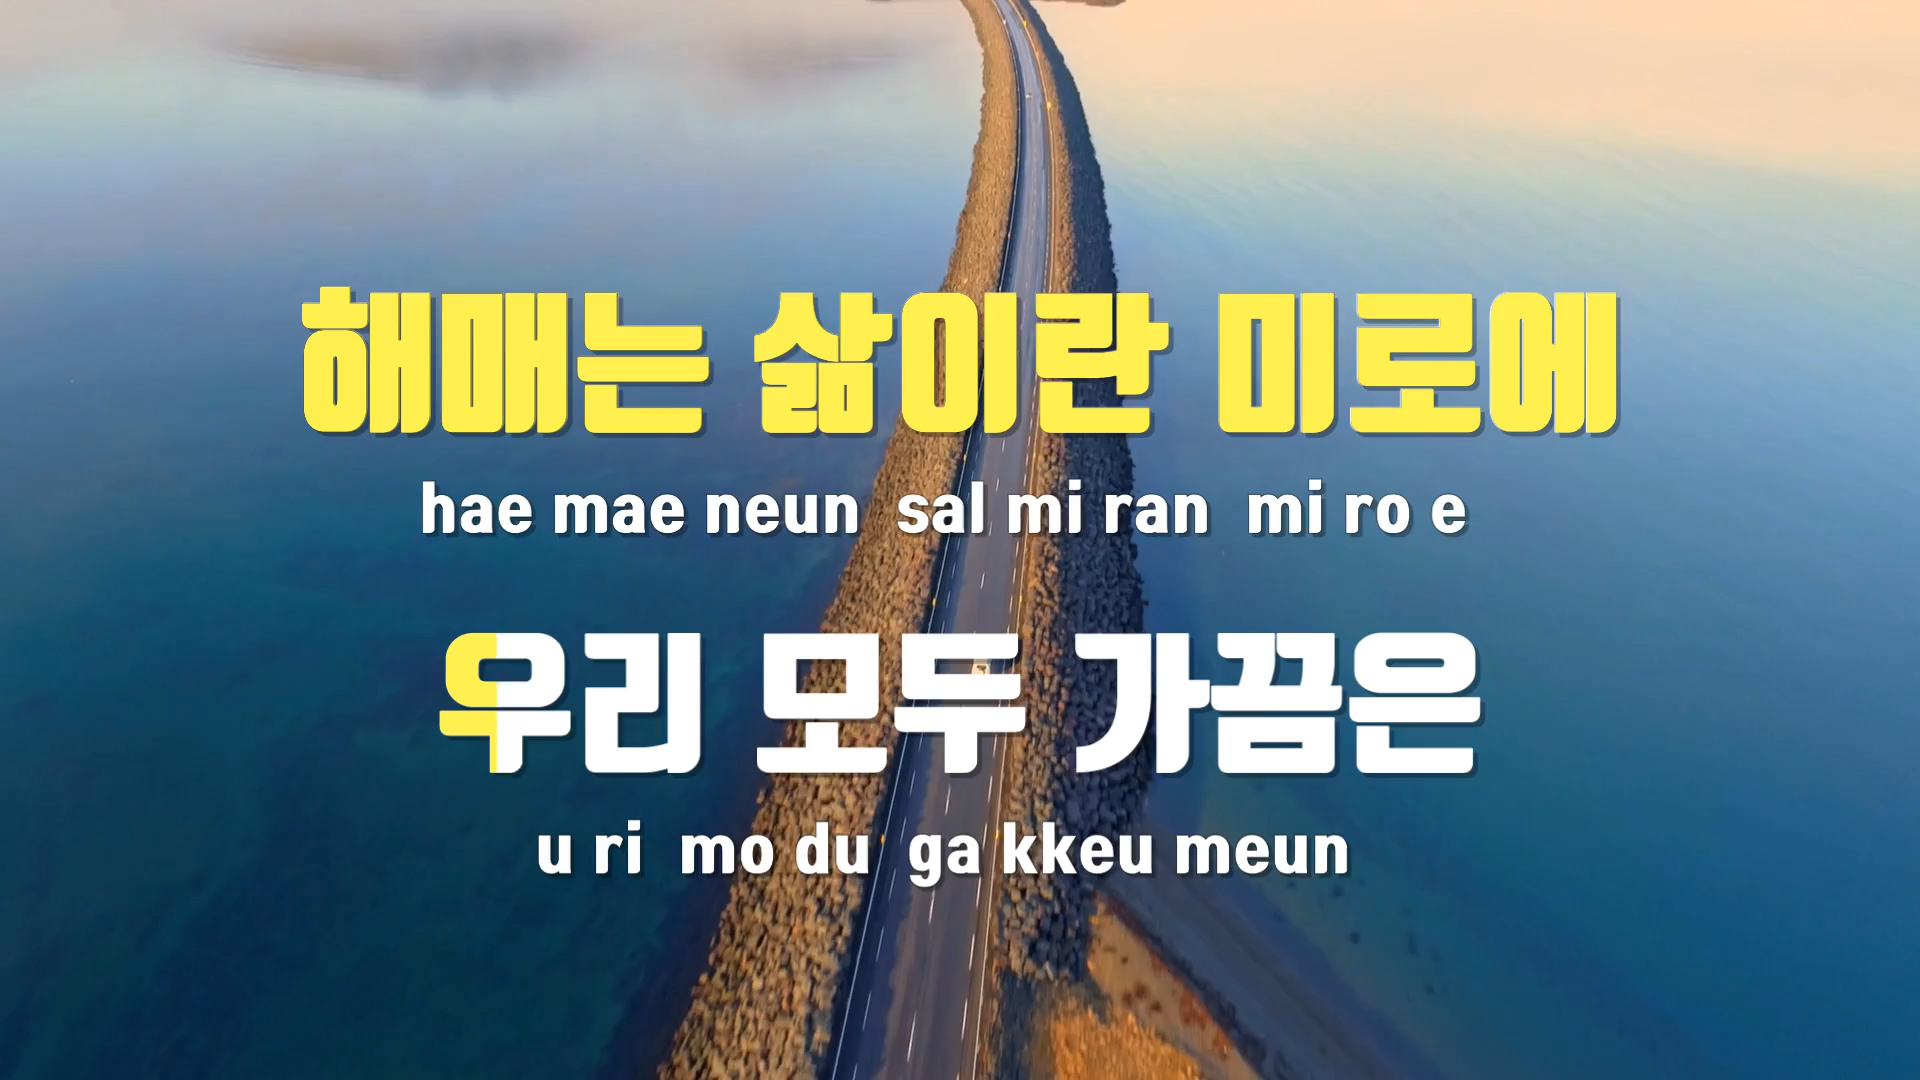 해매는 삶이란 미로에
hae mae neun sal mi ran mi ro e
우리 모두 가끔은
u ri mo du ga kkeu meun